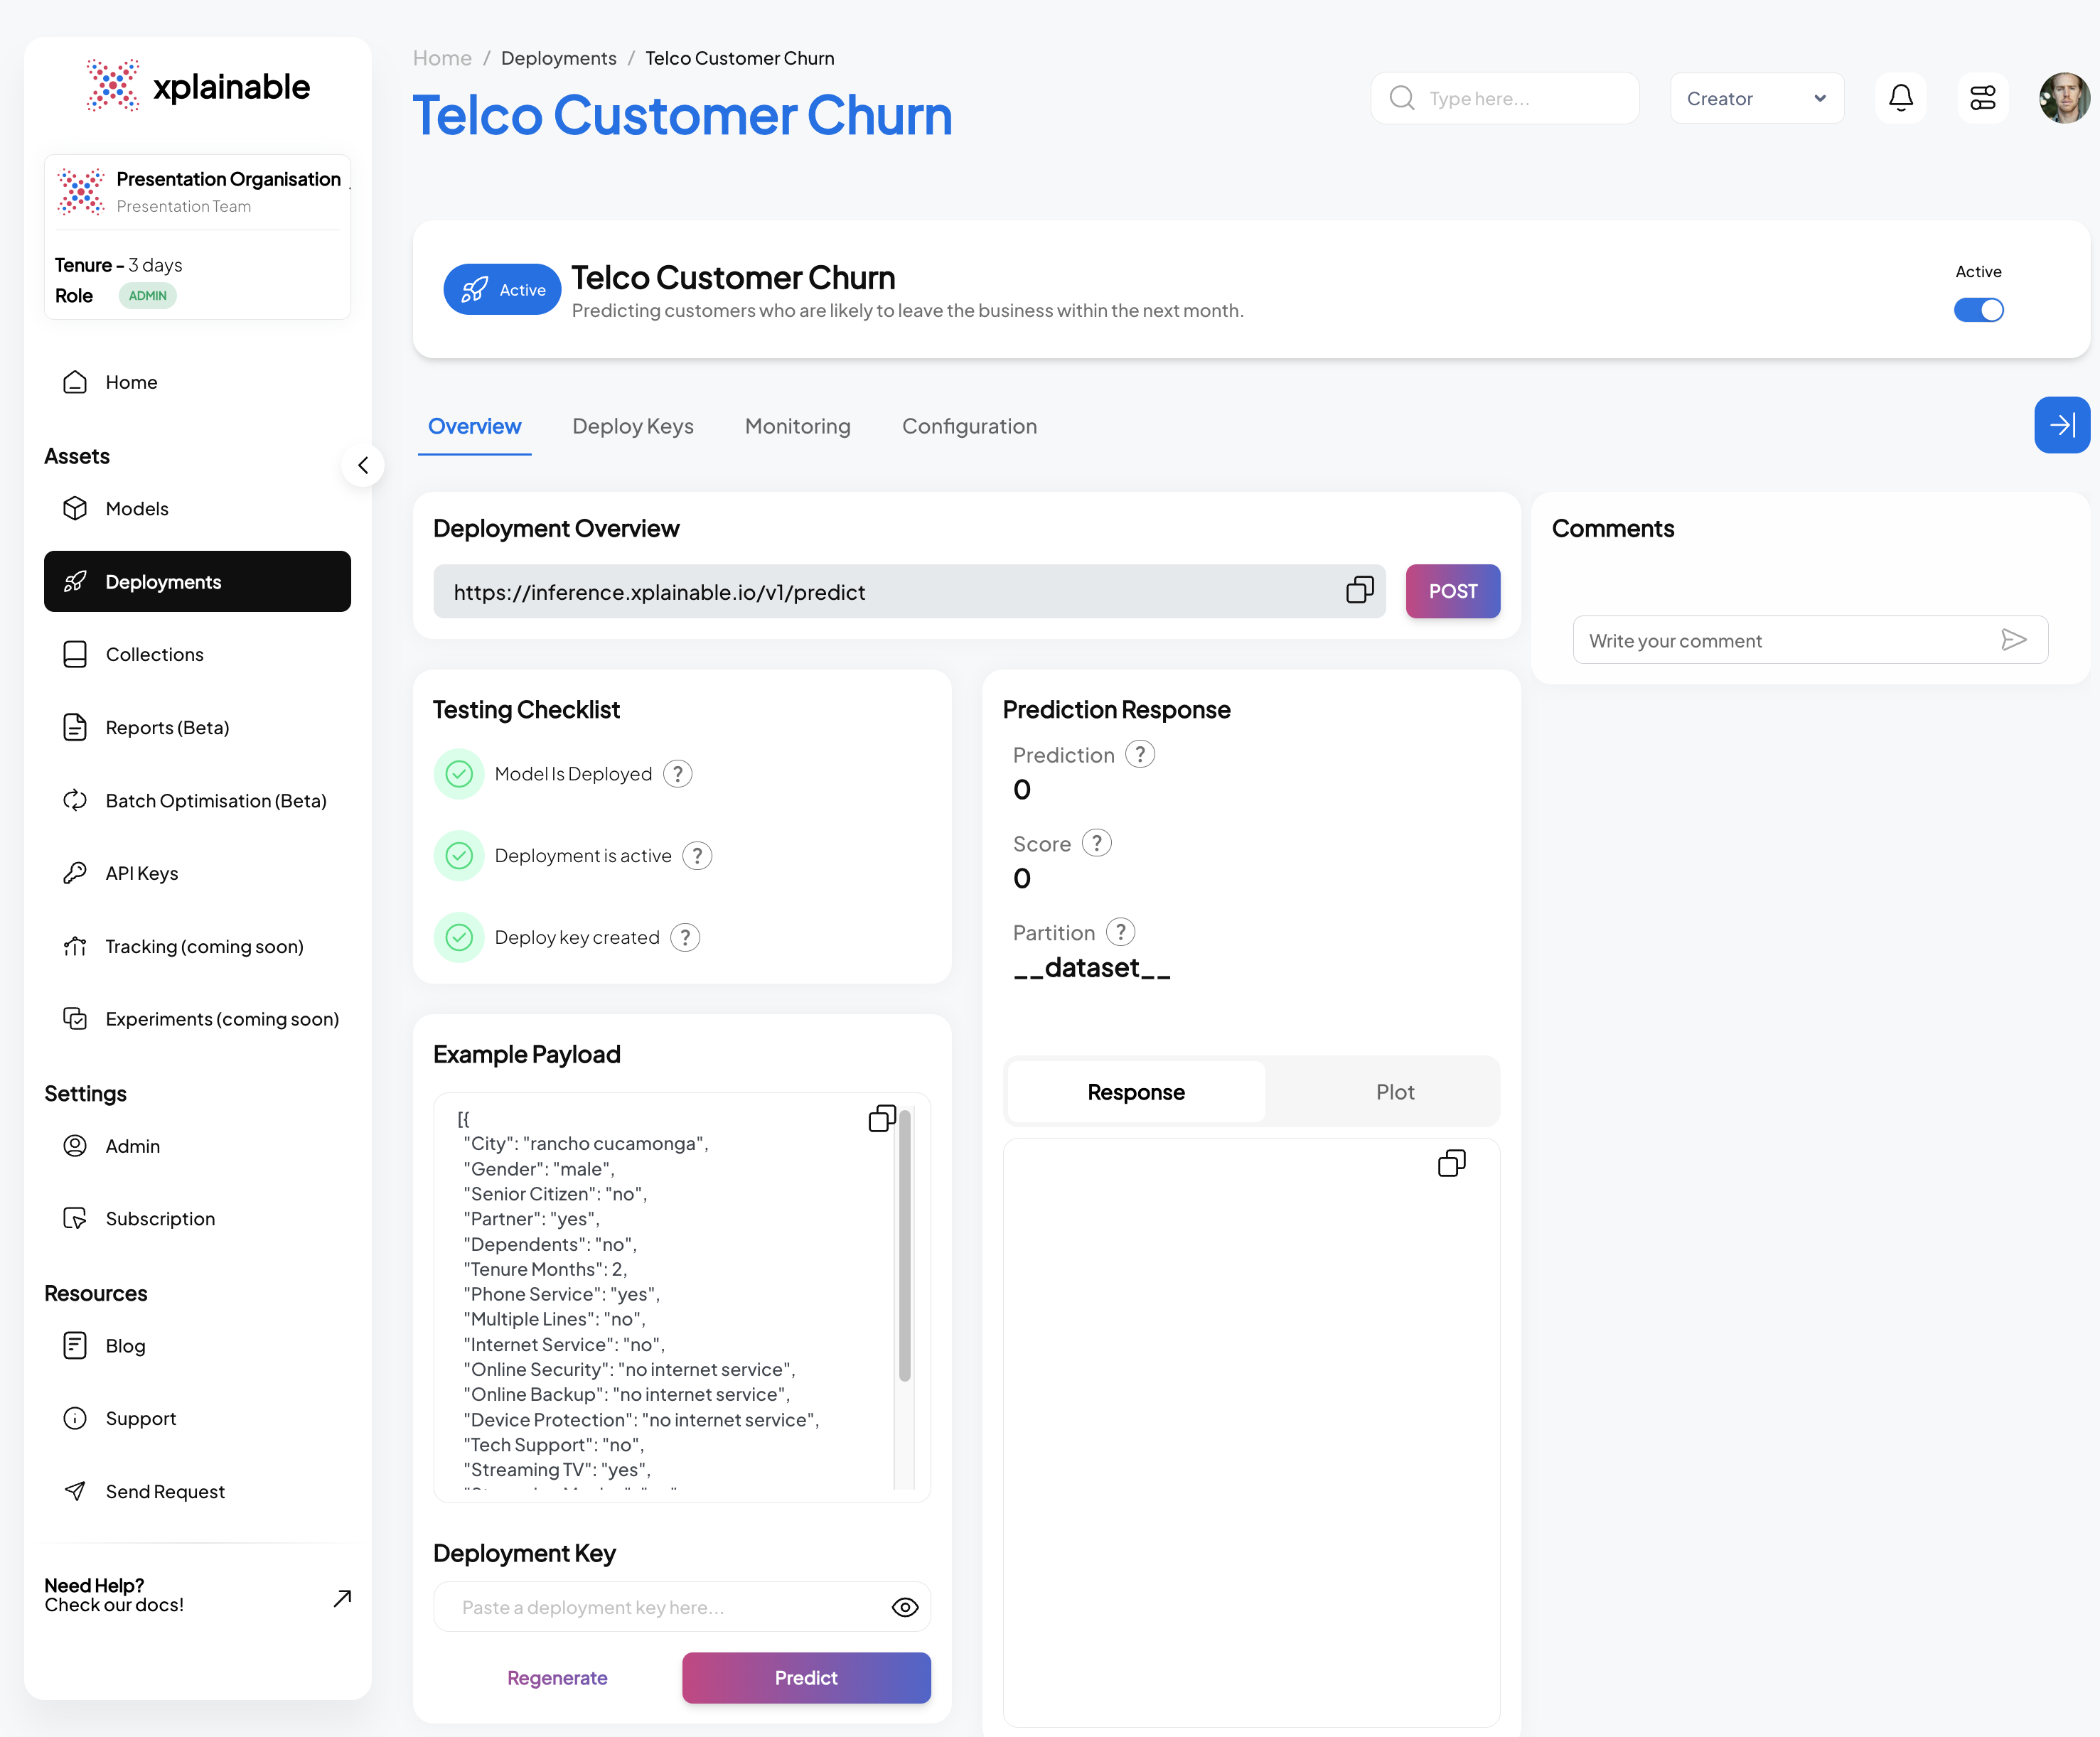 xplainable
Presentation Organisation
Presentation Team
Tenure - 3 days
Role ADMIN
Home
Assets
Models
Deployments
Collections
Reports (Beta)
Batch Optimisation (Beta)
API Keys
Tracking (coming soon)
Experiments (coming soon)
Settings
Admin
Subscription
Resources
Blog
Support
Send Request
Need Help?
Check our docs!
Home / Deployments / Telco Customer Churn
Telco Customer Churn
Type here...
Creator
Active
Telco Customer Churn
Predicting customers who are likely to leave the business within the next month.
Active
Overview Deploy Keys Monitoring Configuration
Deployment Overview
https://inference.xplainable.io/v1/predict
POST
Comments
Write your comment
Testing Checklist
Model Is Deployed ?
Deployment is active ?
Deploy key created ?
Example Payload
[{
"City": "rancho cucamonga",
"Gender": "male",
"Senior Citizen": "no",
"Partner": "yes",
"Dependents": "no",
"Tenure Months": 2,
"Phone Service": "yes",
"Multiple Lines": "no",
"Internet Service": "no",
"Online Security": "no internet service",
"Online Backup": "no internet service",
"Device Protection": "no internet service",
"Tech Support": "no",
"Streaming TV": "yes",
Deployment Key
Paste a deployment key here...
Regenerate
Predict
Prediction Response
Prediction ?
0
Score ?
0
Partition ?
__dataset__
Response
Plot